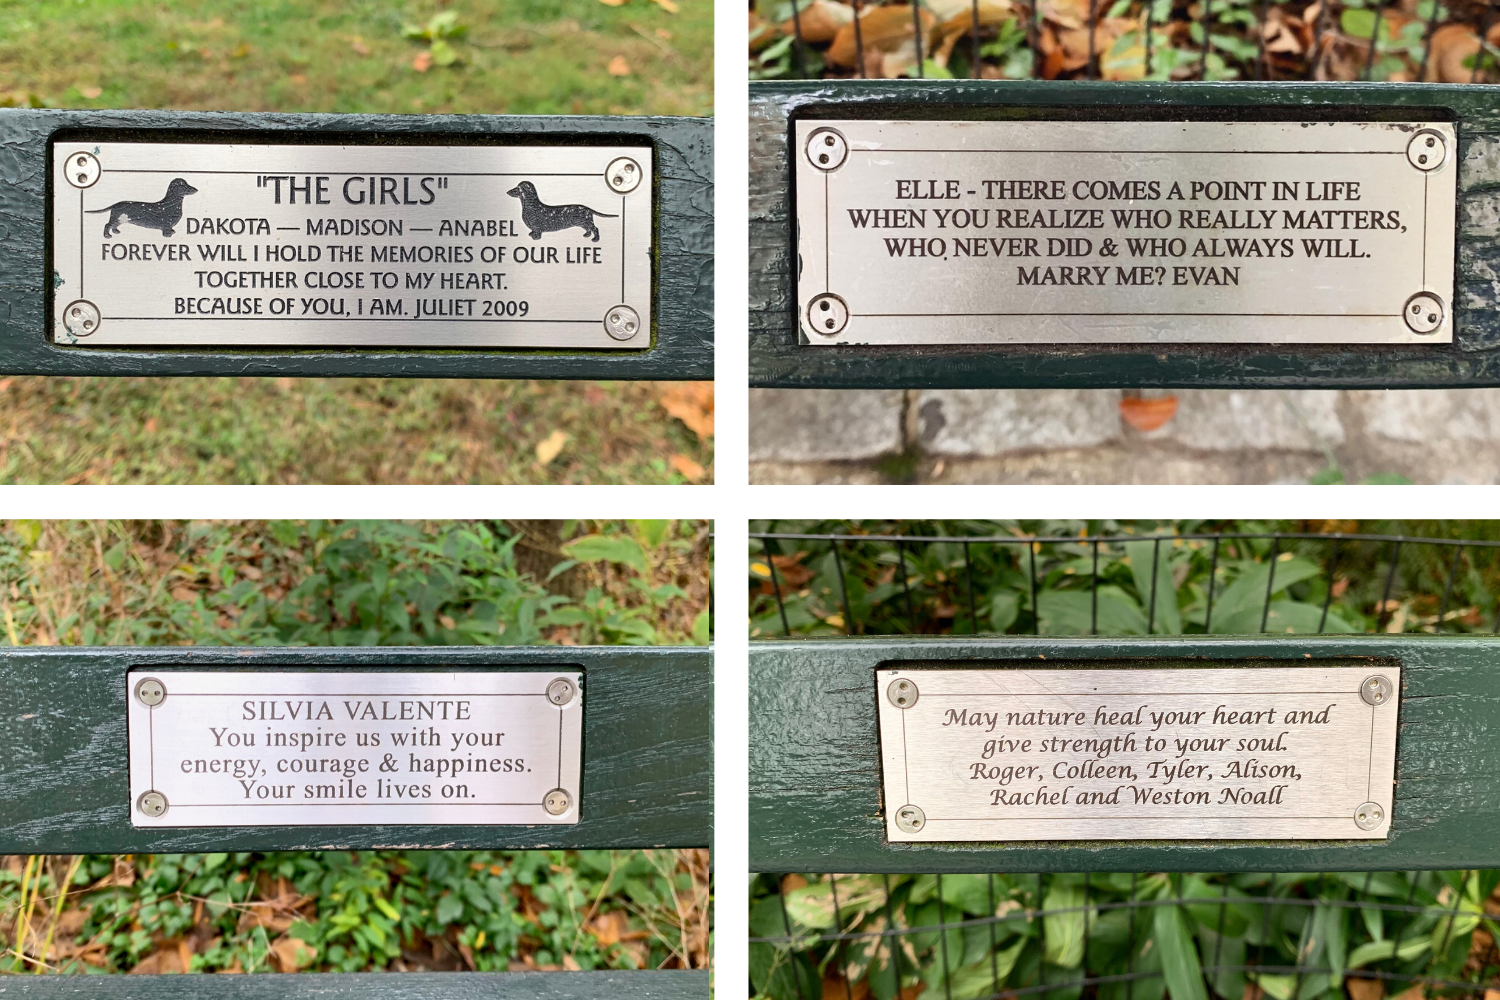 "THE GIRLS"
DAKOTA — MADISON — ANABEL
FOREVER WILL I HOLD THE MEMORIES OF OUR LIFE
TOGETHER CLOSE TO MY HEART.
BECAUSE OF YOU, I AM. JULIET 2009
ELLE - THERE COMES A POINT IN LIFE
WHEN YOU REALIZE WHO REALLY MATTERS,
WHO NEVER DID & WHO ALWAYS WILL.
MARRY ME? EVAN
SILVIA VALENTE
You inspire us with your
energy, courage & happiness.
Your smile lives on.
May nature heal your heart and
give strength to your soul.
Roger, Colleen, Tyler, Alison,
Rachel and Weston Noall